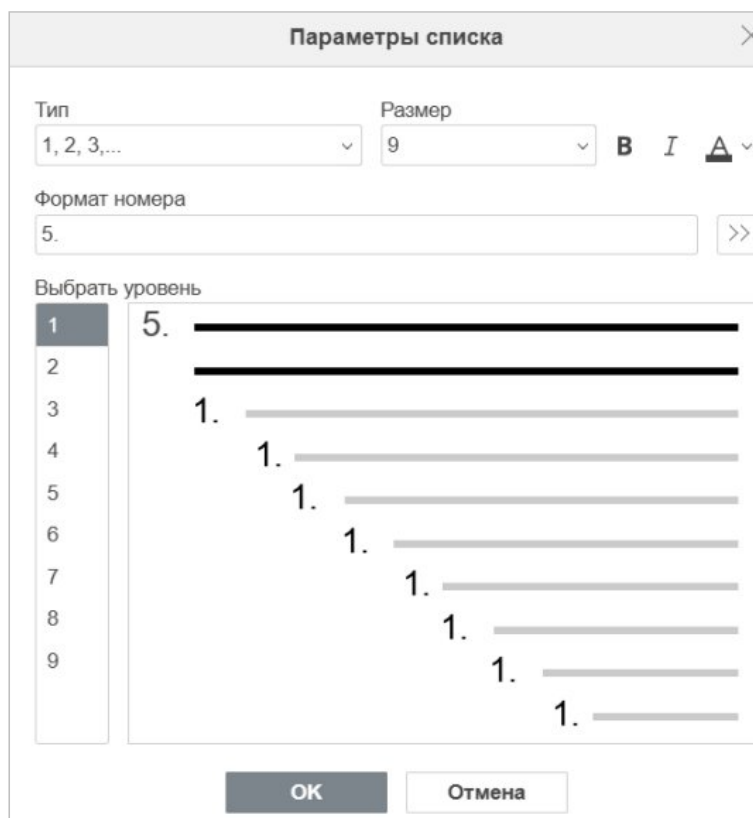 Параметры списка
Тип Размер
1, 2, 3,... 9 B I A
Формат номера
5.
Выбрать уровень
1 5.
2
3 1.
4 1.
5 1.
6 1.
7 1.
8 1.
9 1.
1.
OK Отмена